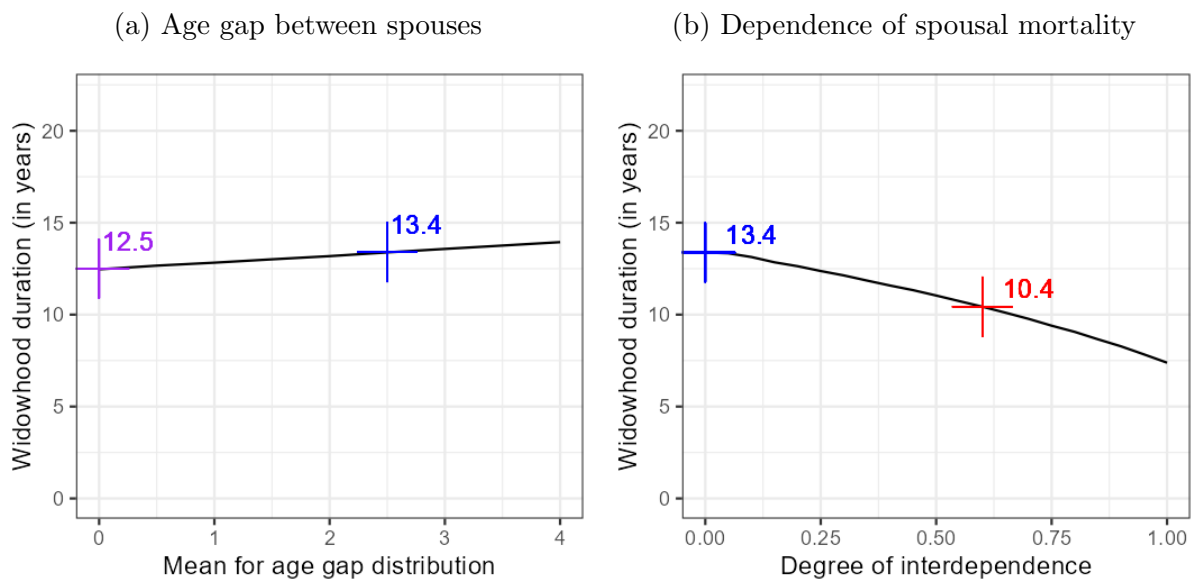 (a) Age gap between spouses
Widowhood duration (in years)
20
15
10
5
0
12.5
13.4
0 1 2 3 4
Mean for age gap distribution
(b) Dependence of spousal mortality
Widowhood duration (in years)
20
15
10
5
0
13.4
10.4
0.00 0.25 0.50 0.75 1.00
Degree of interdependence